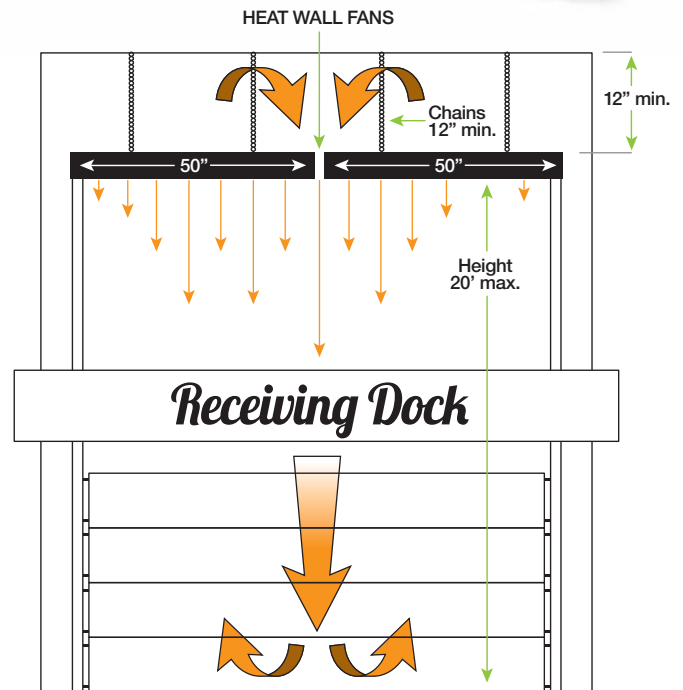 HEAT WALL FANS
12” min.
Chains
12” min.
50”
50”
Height
20’ max.
Receiving Dock